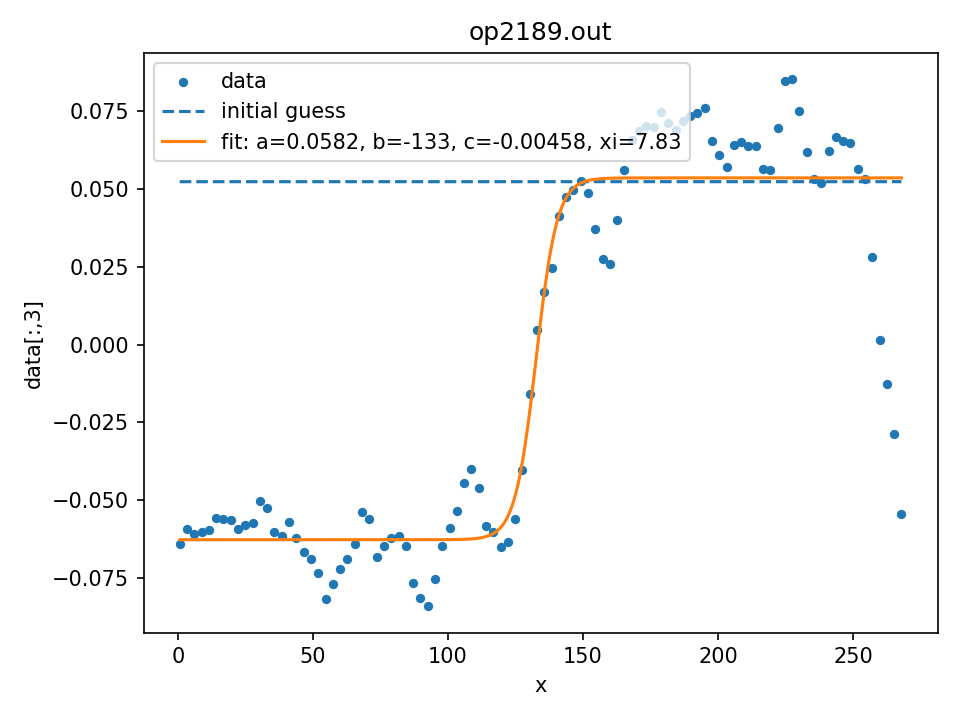 op2189.out
data
initial guess
fit: a=0.0582, b=-133, c=-0.00458, xi=7.83
0.075
0.050
0.025
0.000
−0.025
−0.050
−0.075
data[:,3]
0 50 100 150 200 250
x